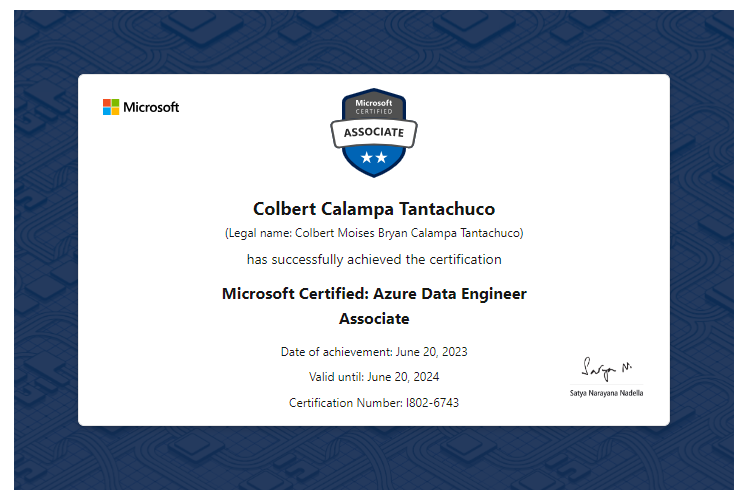 Microsoft
Microsoft
CERTIFIED
ASSOCIATE
Colbert Calampa Tantachuco
(Legal name: Colbert Moises Bryan Calampa Tantachuco)
has successfully achieved the certification
Microsoft Certified: Azure Data Engineer
Associate
Date of achievement: June 20, 2023
Valid until: June 20, 2024
Certification Number: I802-6743
Satya N.
Satya Narayana Nadella